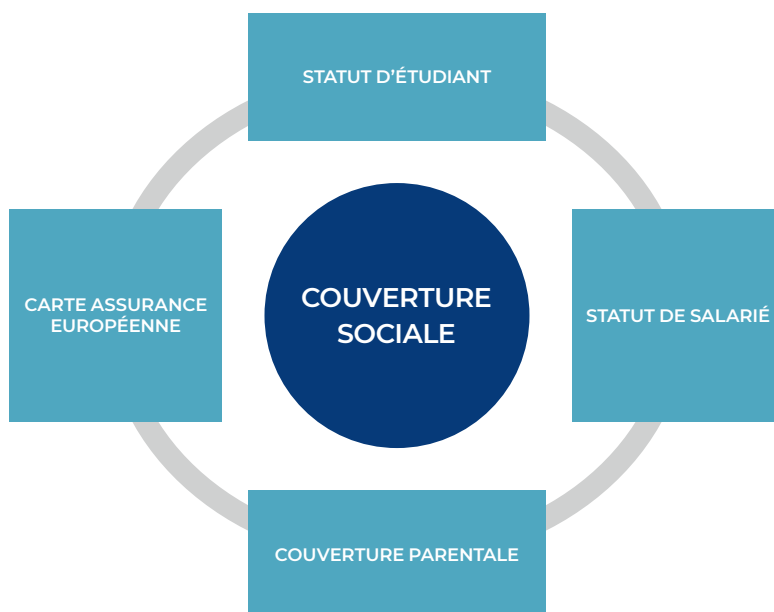 STATUT D'ÉTUDIANT
CARTE ASSURANCE
EUROPÉENNE
COUVERTURE
SOCIALE
STATUT DE SALARIÉ
COUVERTURE PARENTALE